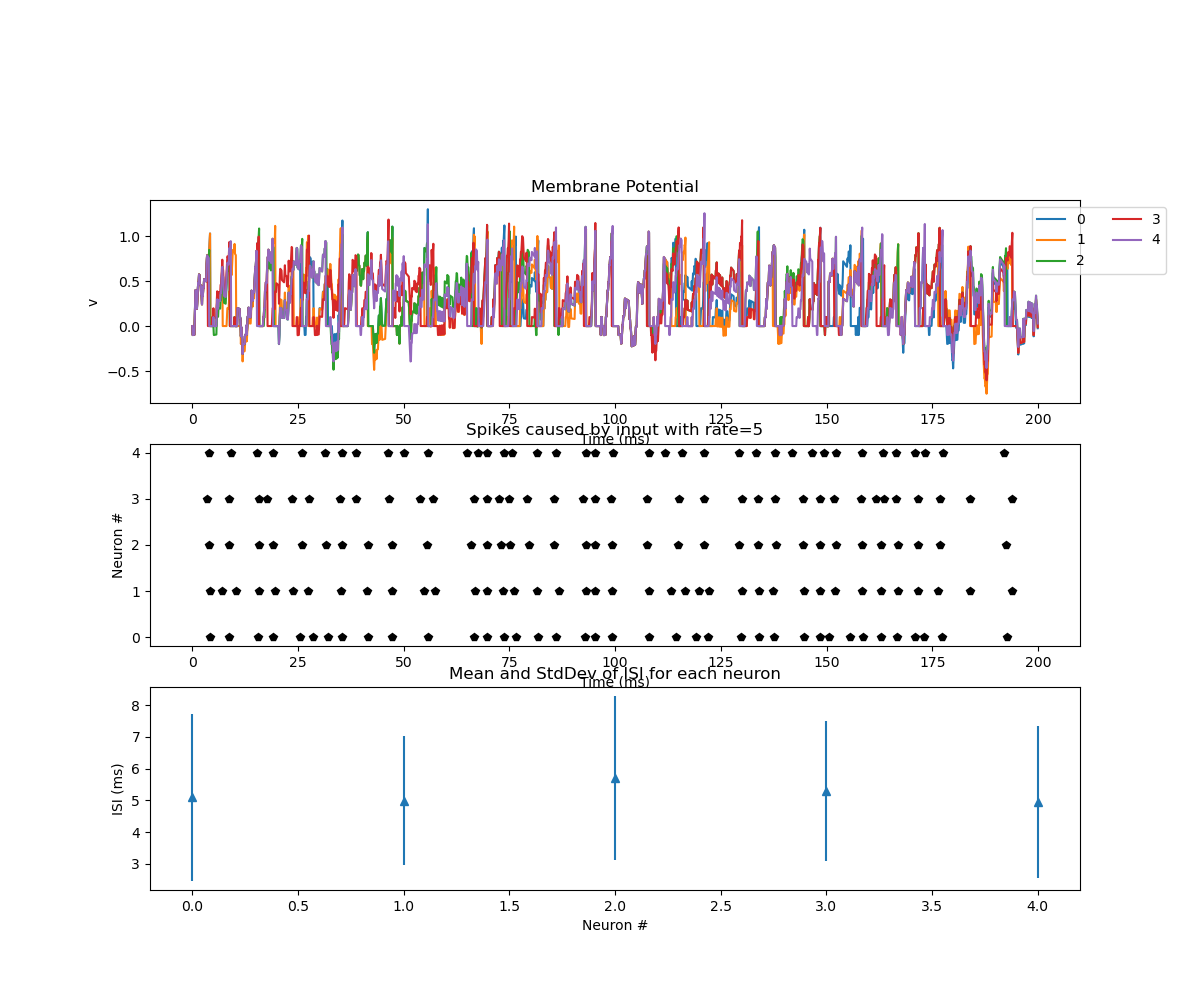 Membrane Potential
1.0
0.5
0.0
−0.5
v
0 3
1 4
2
0 25 50 75 100 125 150 175 200
Time (ms)
Spikes caused by input with rate=5
4
3
2
1
0
Neuron #
0 25 50 75 100 125 150 175 200
Time (ms)
Mean and StdDev of ISI for each neuron
8
7
6
5
4
3
ISI (ms)
0.0 0.5 1.0 1.5 2.0 2.5 3.0 3.5 4.0
Neuron #